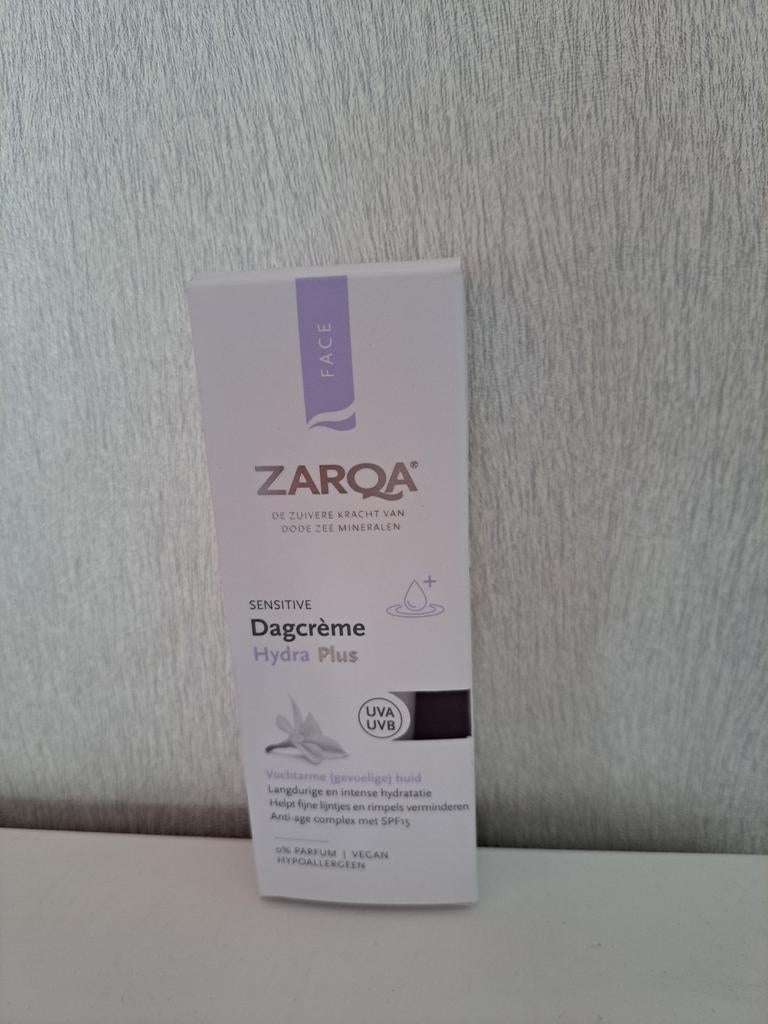 FACE
ZARQA®
DE ZUIVERE KRACHT VAN
DODE ZEE MINERALEN
SENSITIVE
Dagcrème
Hydra Plus
UVA
UVB
Vochtarme (gevoelige) huid
Langdurige en intense hydratatie
Helpt fijne lijntjes en rimpels verminderen
Anti-age complex met SPF15
0% PARFUM | VEGAN
HYPOALLERGEEN